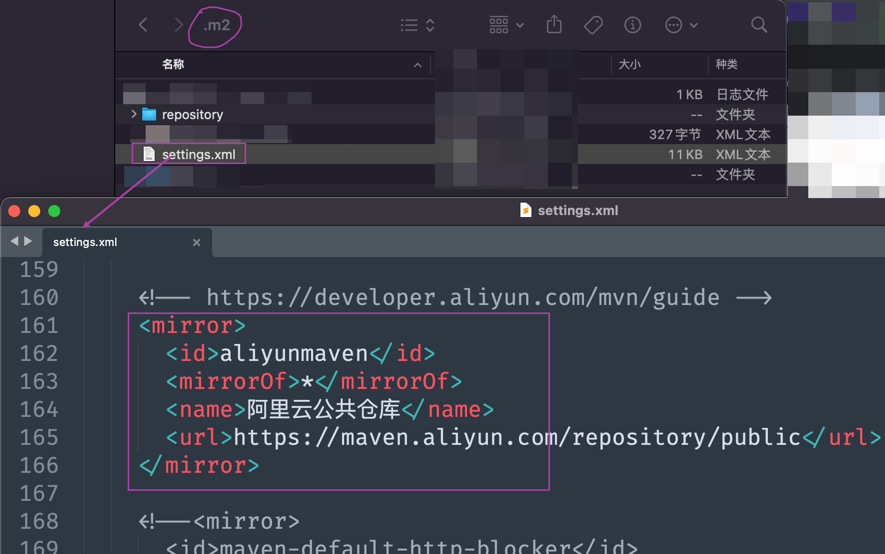 .m2
名称
大小
种类
1 KB
日志文件
repository
--
文件夹
327 字节
XML 文本
settings.xml
11 KB
XML 文本
--
文件夹
settings.xml
settings.xml
159
160 <!-- https://developer.aliyun.com/mvn/guide -->
161 <mirror>
162 <id>aliyunmaven</id>
163 <mirrorOf>*</mirrorOf>
164 <name>阿里云公共仓库</name>
165 <url>https://maven.aliyun.com/repository/public</url>
166 </mirror>
167
168 <!--<mirror>
169 <id>maven-default-http-blocker</id>